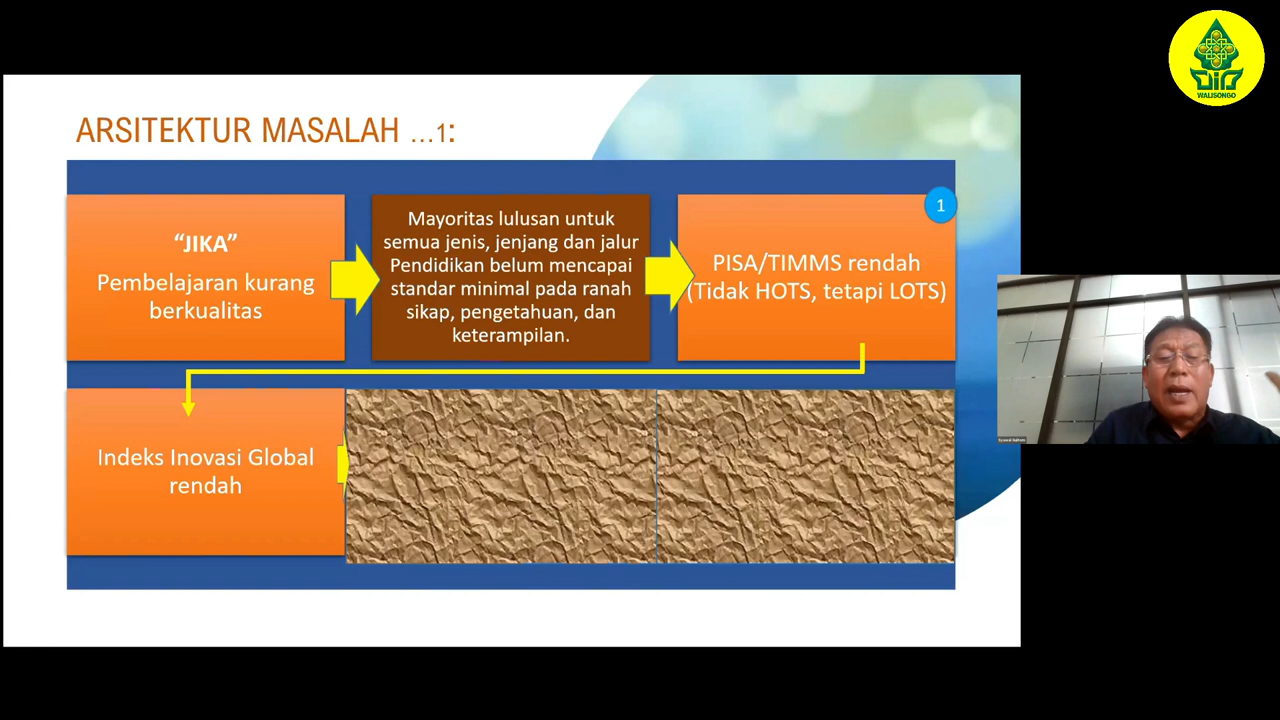 WALISONGO
ARSITEKTUR MASALAH ...1:
“JIKA”
Pembelajaran kurang
berkualitas
Mayoritas lulusan untuk
semua jenis, jenjang dan jalur
Pendidikan belum mencapai
standar minimal pada ranah
sikap, pengetahuan, dan
keterampilan.
1
PISA/TIMMS rendah
(Tidak HOTS, tetapi LOTS)
Indeks Inovasi Global
rendah